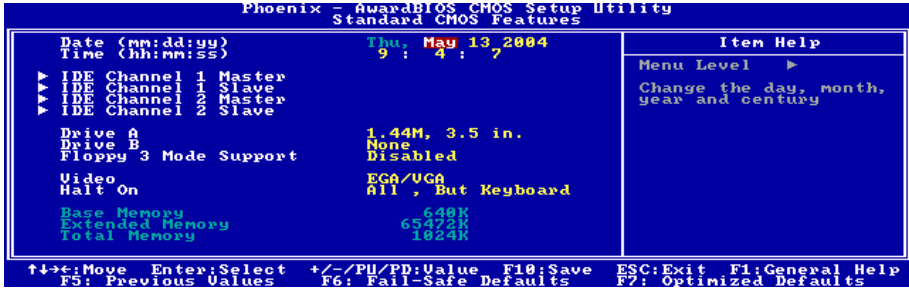 Phoenix - AwardBIOS CMOS Setup Utility
Standard CMOS Features
Date (mm:dd:yy) Thu, May 13 2004
Time (hh:mm:ss) 9 : 4 : 7
► IDE Channel 1 Master
► IDE Channel 1 Slave
► IDE Channel 2 Master
► IDE Channel 2 Slave
Drive A 1.44M, 3.5 in.
Drive B None
Floppy 3 Mode Support Disabled
Video EGA/VGA
Halt On All , But Keyboard
Base Memory 640K
Extended Memory 65472K
Total Memory 1024K
Item Help
Menu Level ►
Change the day, month,
year and century
↑↓→←:Move Enter:Select +/-/PU/PD:Value F10:Save ESC:Exit F1:General Help
F5: Previous Values F6: Fail-Safe Defaults F7: Optimized Defaults